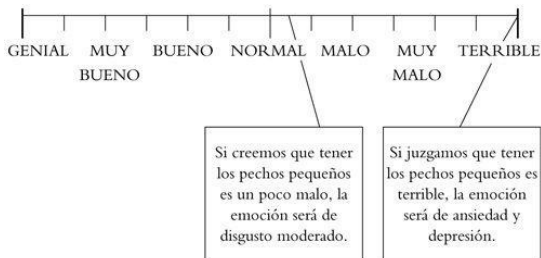 GENIAL MUY BUENO BUENO NORMAL MALO MUY MALO TERRIBLE
Si creemos que tener
los pechos pequeños
es un poco malo, la
emoción será de
disgusto moderado.
Si juzgamos que tener
los pechos pequeños es
terrible, la emoción
será de ansiedad y
depresión.